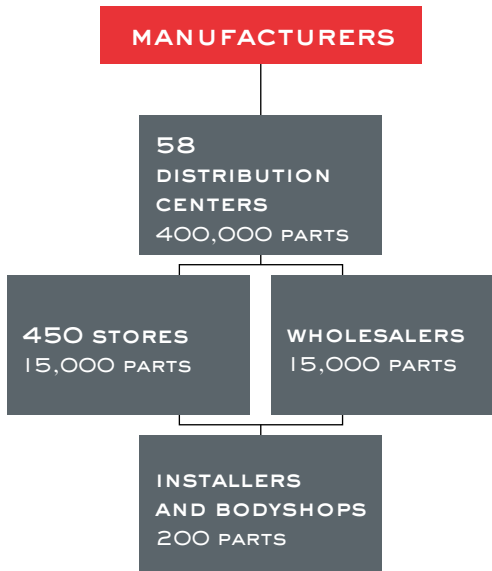 MANUFACTURERS
58
DISTRIBUTION
CENTERS
400,000 PARTS
450 STORES
15,000 PARTS
WHOLESALERS
15,000 PARTS
INSTALLERS
AND BODYSHOPS
200 PARTS